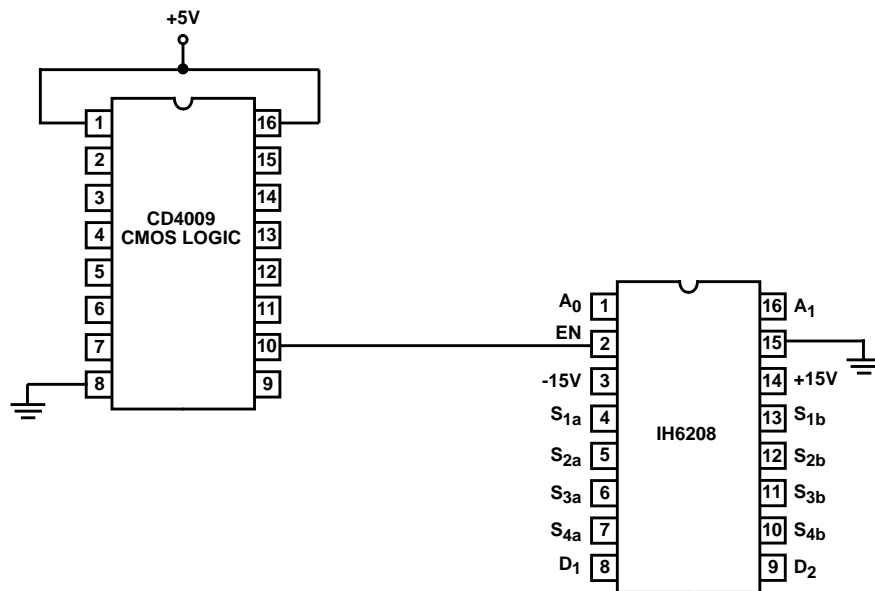 +5V
1 16
2 15
3 14
CD4009
CMOS LOGIC
4 13
5 12
6 11
7 10
8 9
A0 1 16 A1
EN 2 15
-15V 3 14 +15V
S1a 4 13 S1b
IH6208
S2a 5 12 S2b
S3a 6 11 S3b
S4a 7 10 S4b
D1 8 9 D2